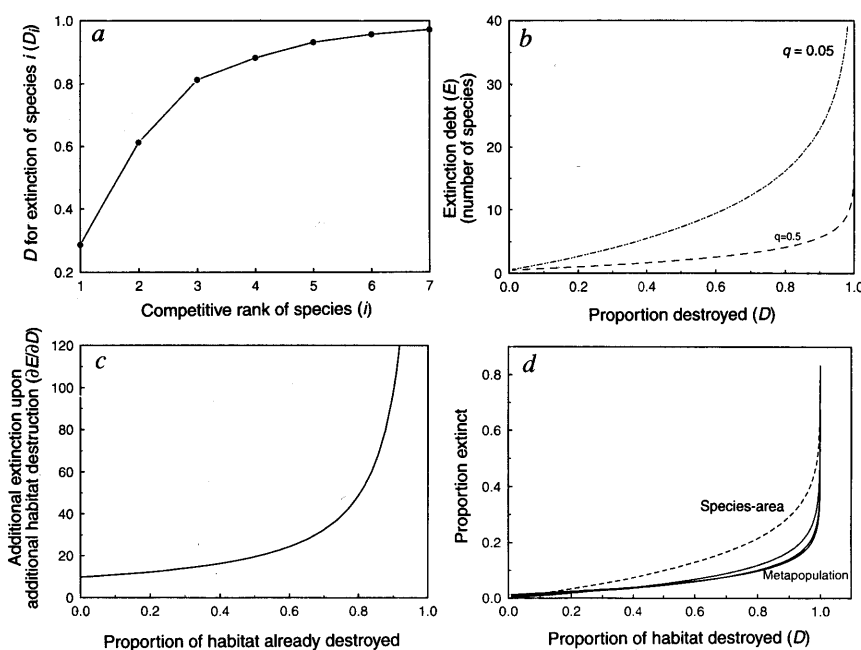 a
D for extinction of species i (Di)
1.0
0.8
0.6
0.4
0.2
1 2 3 4 5 6 7
Competitive rank of species (i)
b
Extinction debt (E)
(number of species)
40
30
20
10
0
q = 0.05
q=0.5
0.0 0.2 0.4 0.6 0.8 1.0
Proportion destroyed (D)
c
Additional extinction upon
additional habitat destruction (∂E/∂D)
120
100
80
60
40
20
0
0.0 0.2 0.4 0.6 0.8 1.0
Proportion of habitat already destroyed
d
Proportion extinct
0.8
0.6
0.4
0.2
0.0
Species-area
Metapopulation
0.0 0.2 0.4 0.6 0.8 1.0
Proportion of habitat destroyed (D)